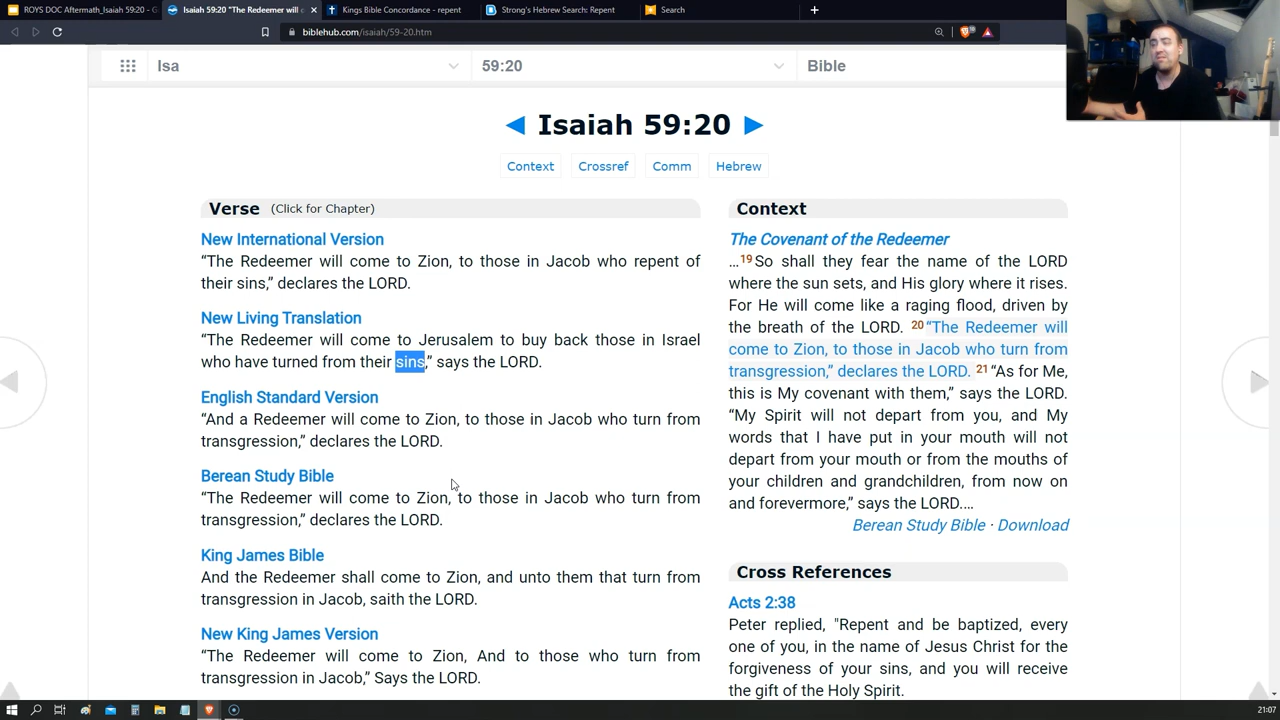 ROYS DOC Aftermath_Isaiah 59:20 - G
Isaiah 59:20 "The Redeemer will c
Kings Bible Concordance - repent
Strong's Hebrew Search: Repent
Search
biblehub.com/isaiah/59-20.htm
Isa
59:20
Bible
Isaiah 59:20
Context
Crossref
Comm
Hebrew
Verse (Click for Chapter)
New International Version
“The Redeemer will come to Zion, to those in Jacob who repent of
their sins,” declares the LORD.
New Living Translation
“The Redeemer will come to Jerusalem to buy back those in Israel
who have turned from their sins,” says the LORD.
English Standard Version
“And a Redeemer will come to Zion, to those in Jacob who turn from
transgression,” declares the LORD.
Berean Study Bible
“The Redeemer will come to Zion, to those in Jacob who turn from
transgression,” declares the LORD.
King James Bible
And the Redeemer shall come to Zion, and unto them that turn from
transgression in Jacob, saith the LORD.
New King James Version
“The Redeemer will come to Zion, And to those who turn from
transgression in Jacob,” Says the LORD.
Context
The Covenant of the Redeemer
…19So shall they fear the name of the LORD
where the sun sets, and His glory where it rises.
For He will come like a raging flood, driven by
the breath of the LORD. 20“The Redeemer will
come to Zion, to those in Jacob who turn from
transgression,” declares the LORD. 21“As for Me,
this is My covenant with them,” says the LORD.
“My Spirit will not depart from you, and My
words that I have put in your mouth will not
depart from your mouth or from the mouths of
your children and grandchildren, from now on
and forevermore,” says the LORD.…
Berean Study Bible · Download
Cross References
Acts 2:38
Peter replied, "Repent and be baptized, every
one of you, in the name of Jesus Christ for the
forgiveness of your sins, and you will receive
the gift of the Holy Spirit.
21:07